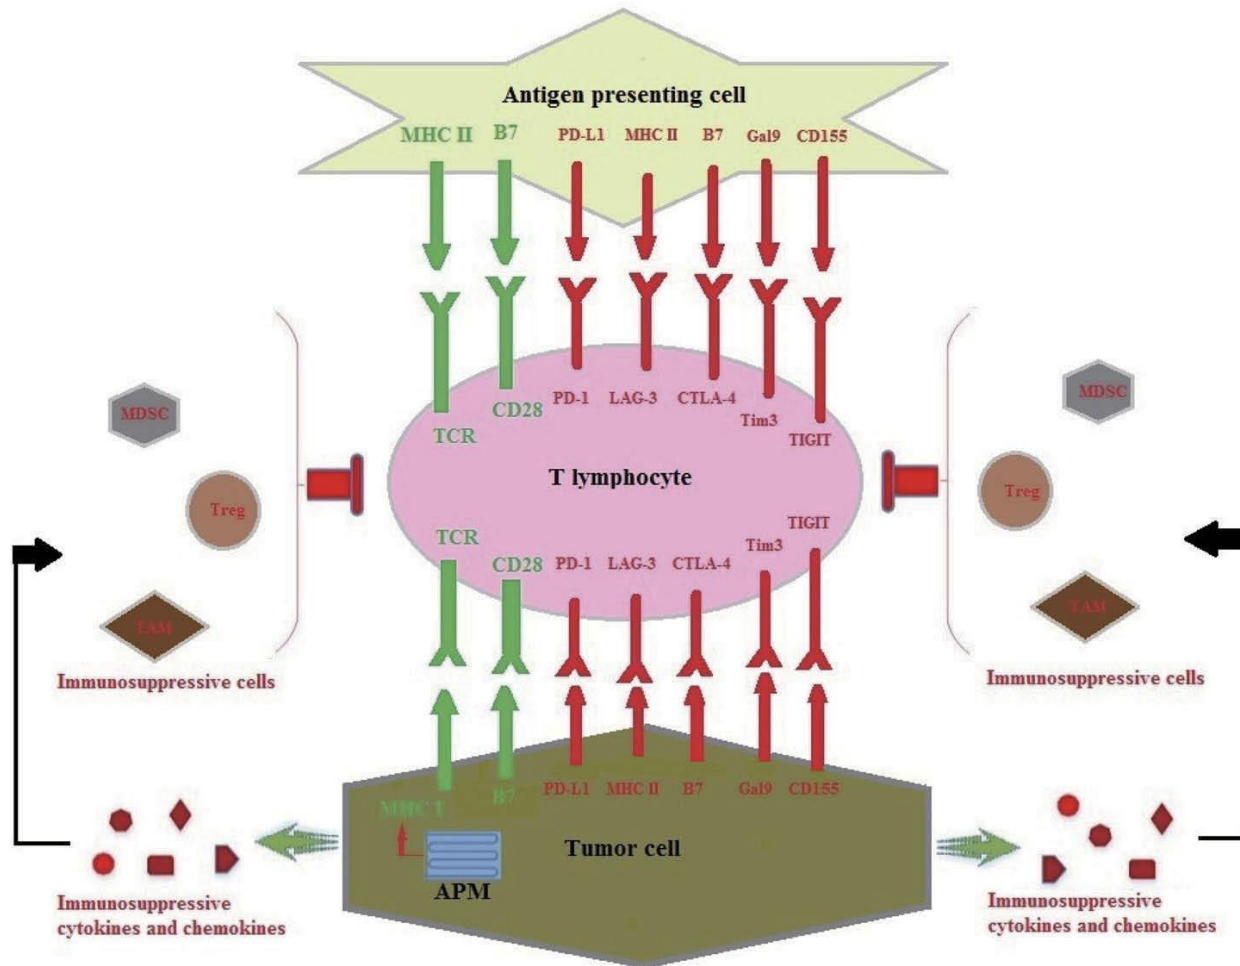 Antigen presenting cell
MHC II B7 PD-L1 MHC II B7 Gal9 CD155
TCR CD28 PD-1 LAG-3 CTLA-4 Tim3 TIGIT
MDSC
Treg
TAM
Immunosuppressive cells
T lymphocyte
MDSC
Treg
TAM
Immunosuppressive cells
TCR CD28 PD-1 LAG-3 CTLA-4 Tim3 TIGIT
MHC I B7 PD-L1 MHC II B7 Gal9 CD155
APM
Tumor cell
Immunosuppressive
cytokines and chemokines
Immunosuppressive
cytokines and chemokines